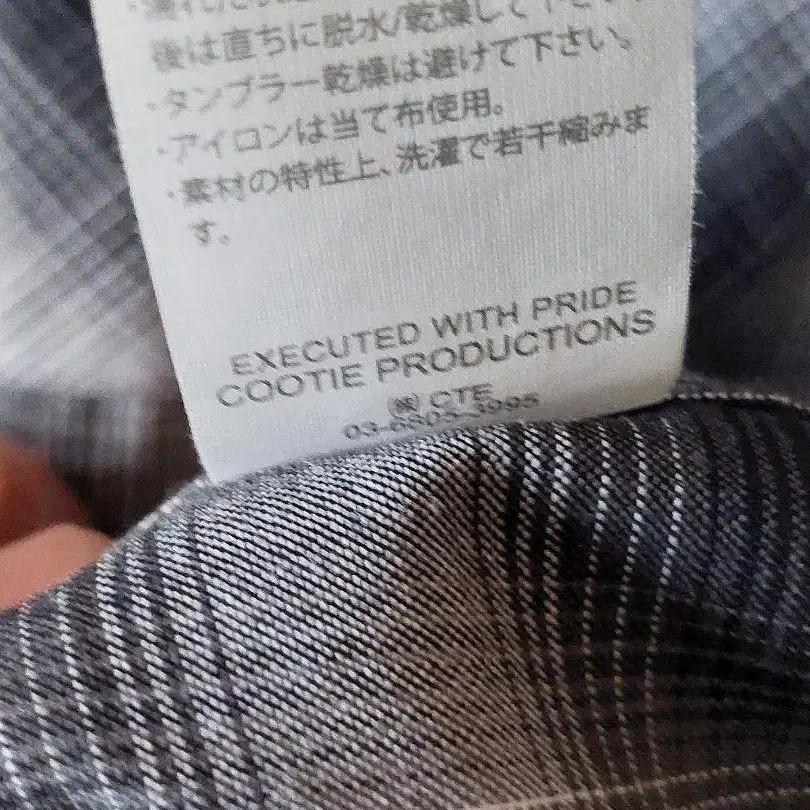 後は直ちに脱水/乾燥して下さい
・タンブラー乾燥は避けて下さい。
・アイロンは当て布使用。
・素材の特性上、洗濯で若干縮みま
す。
EXECUTED WITH PRIDE
COOTIE PRODUCTIONS
㈱ CTE